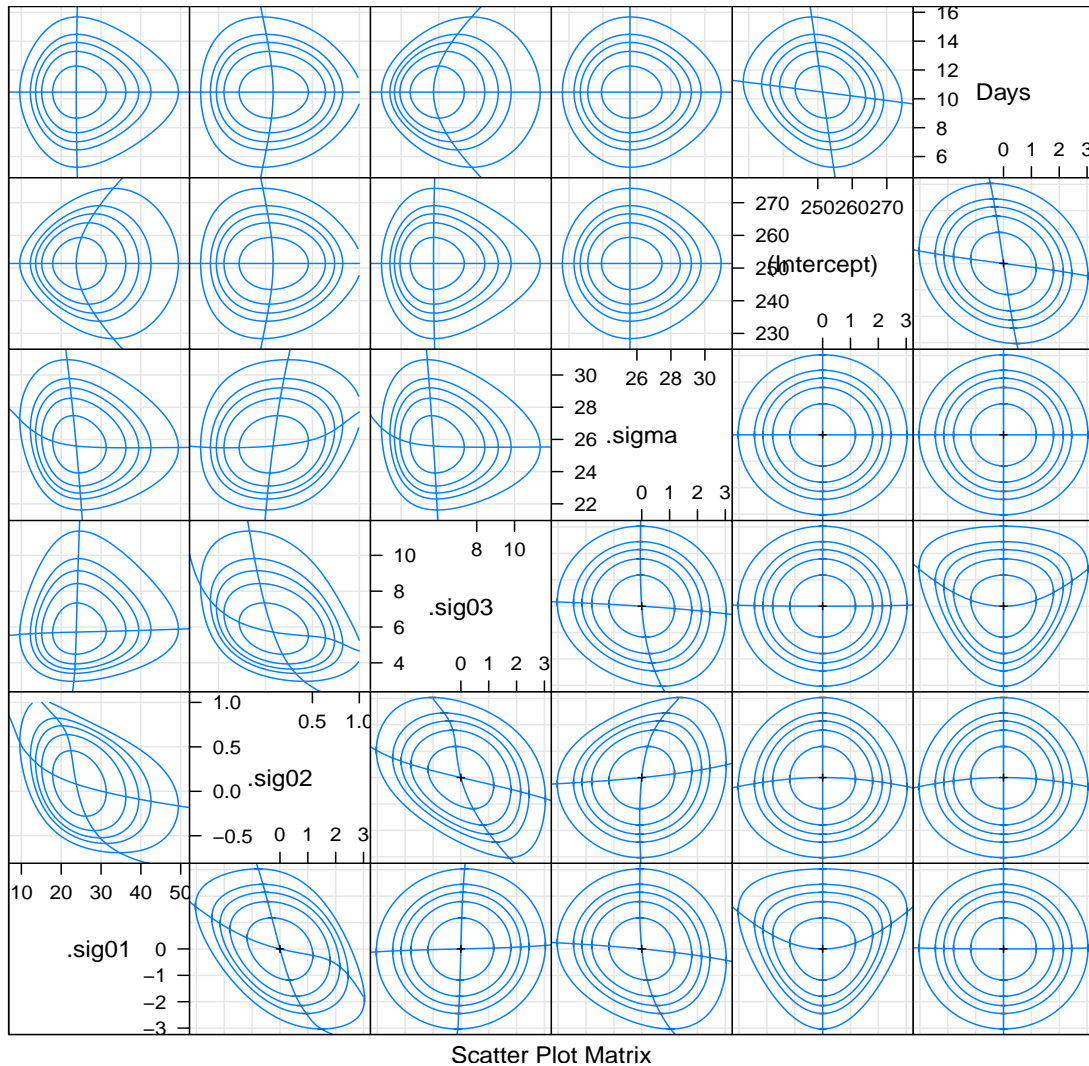 16
14
12
10 Days
8 0 1 2 3
6
270 250 260 270
260
250 (Intercept)
240 0 1 2 3
230
30 26 28 30
28
26 .sigma
24
22 0 1 2 3
10 8 10
8
6 .sig03
4 0 1 2 3
1.0 0.5 1.0
0.5
0.0 .sig02
−0.5 0 1 2 3
10 20 30 40 50
.sig01 0
−1
−2
−3
Scatter Plot Matrix